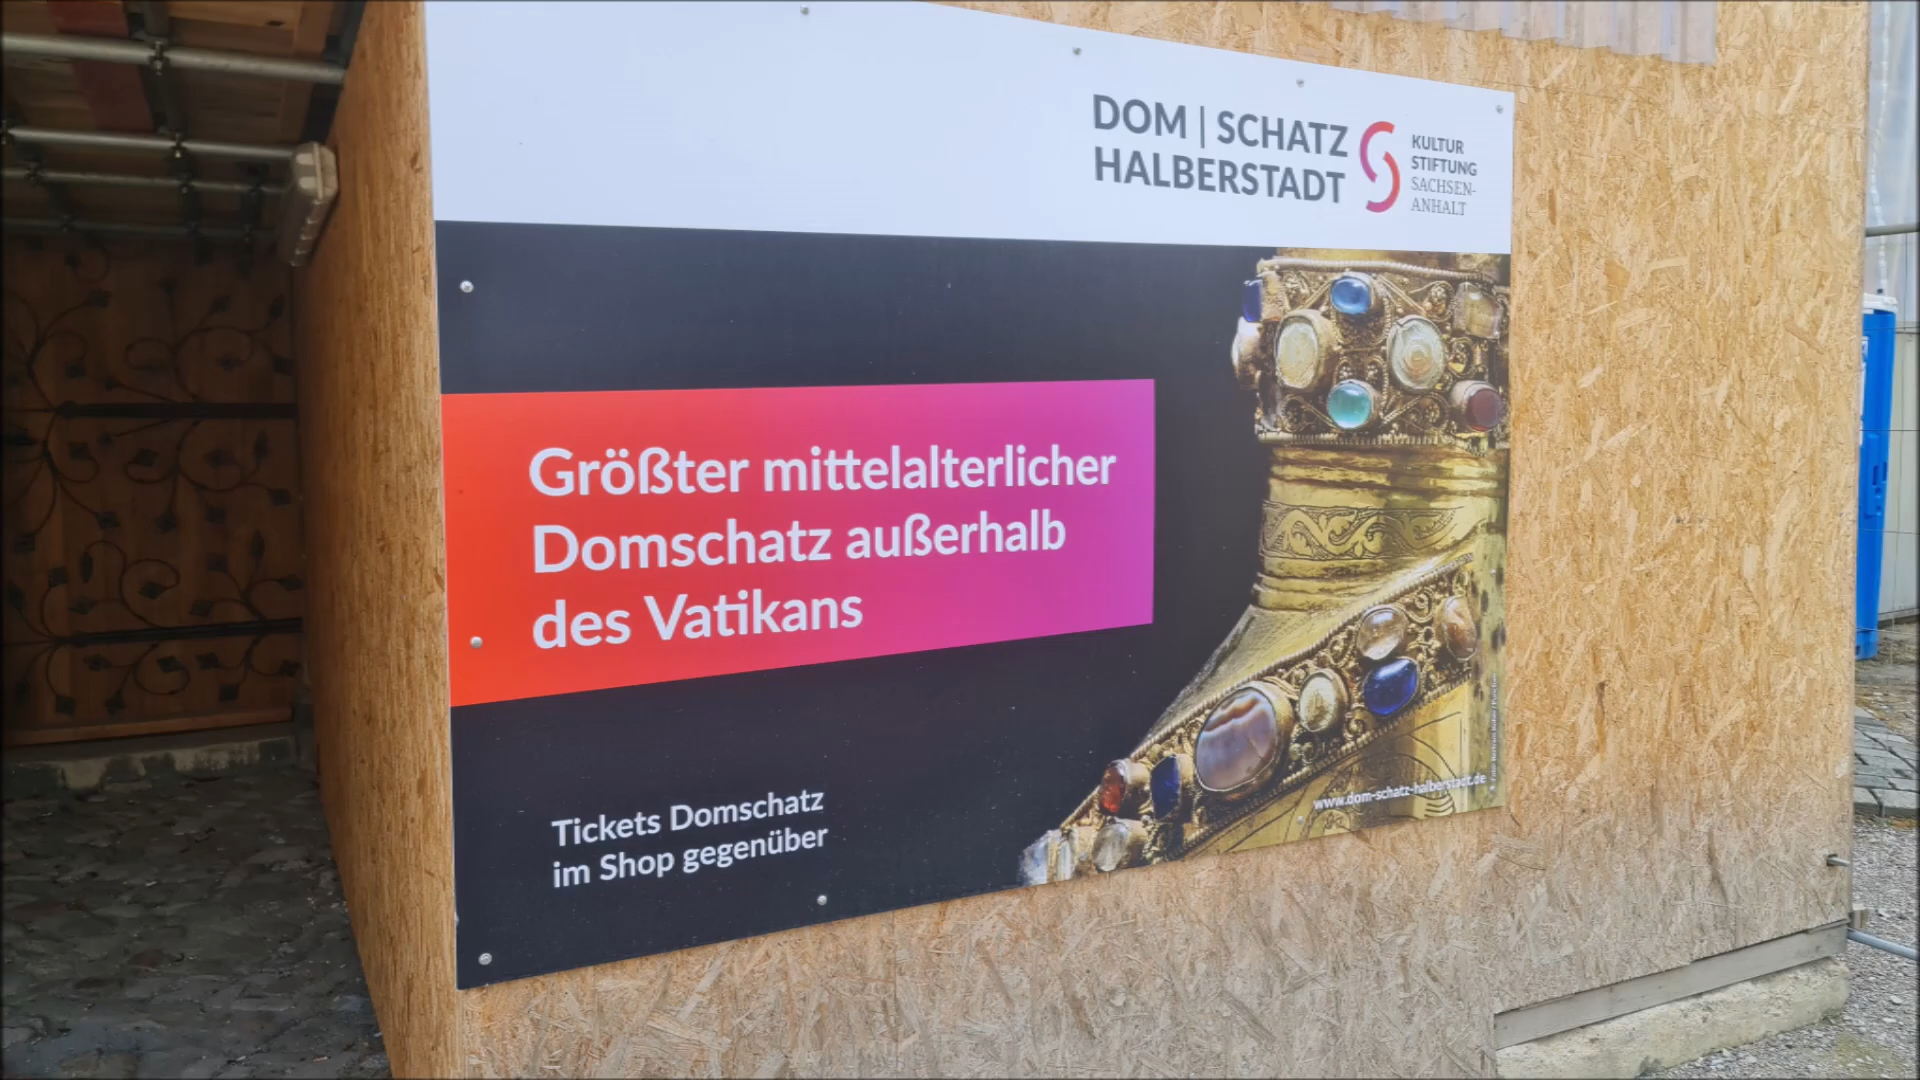 DOM | SCHATZ
HALBERSTADT
KULTUR
STIFTUNG
SACHSEN-
ANHALT
Größter mittelalterlicher
Domschatz außerhalb
des Vatikans
Tickets Domschatz
im Shop gegenüber
www.dom-schatz-halberstadt.de